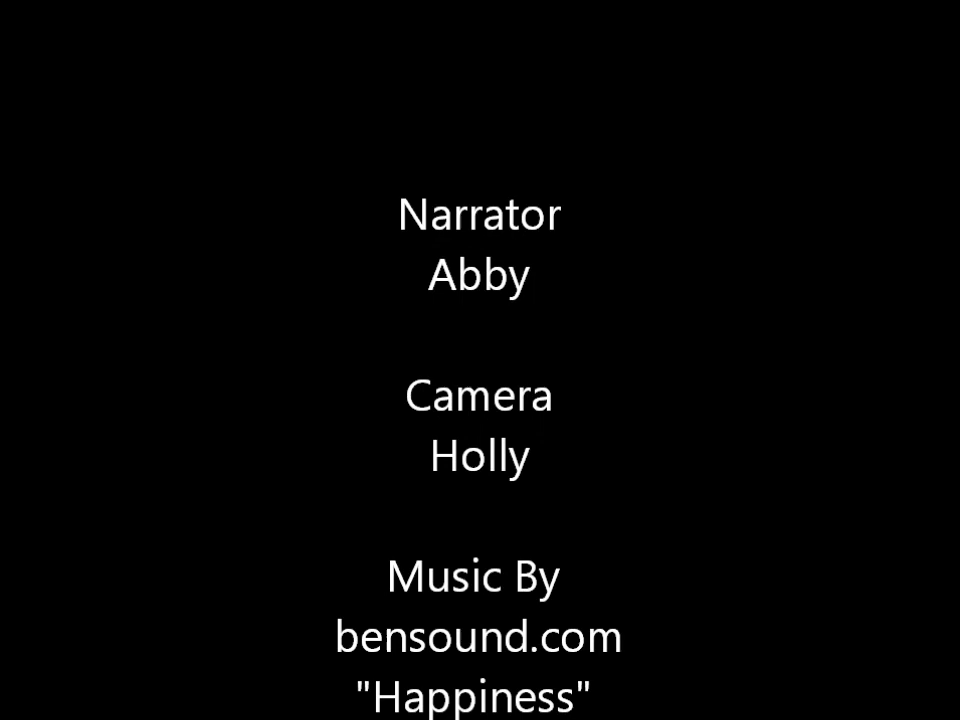 Narrator
Abby
Camera
Holly
Music By
bensound.com
"Happiness"